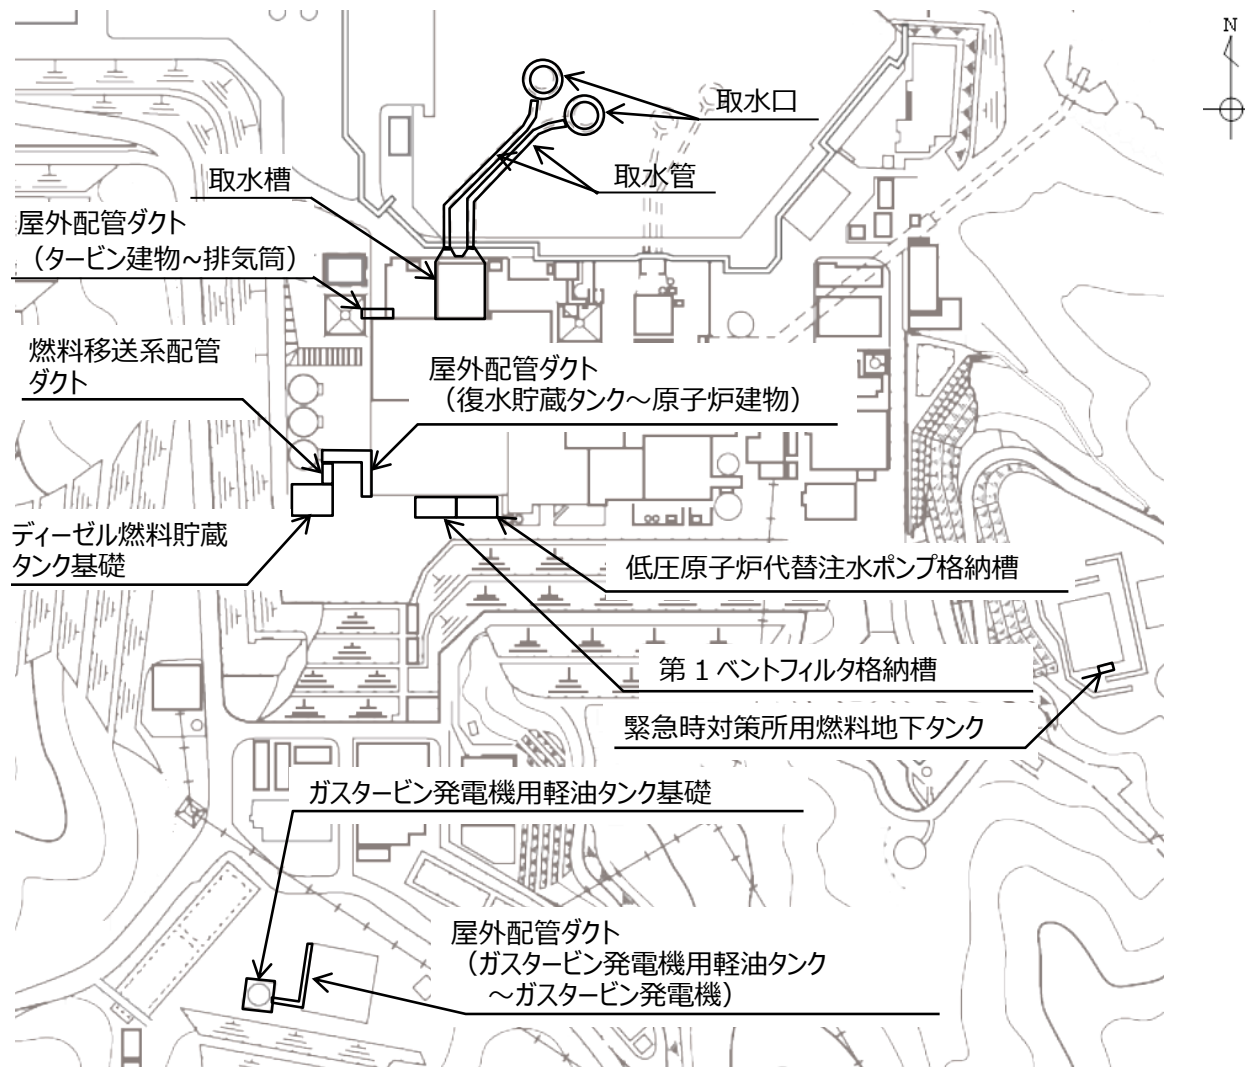 N
取水口
取水管
取水槽
屋外配管ダクト
（タービン建物～排気筒）
燃料移送系配管
ダクト
屋外配管ダクト
（復水貯蔵タンク～原子炉建物）
ディーゼル燃料貯蔵
タンク基礎
低圧原子炉代替注水ポンプ格納槽
第１ベントフィルタ格納槽
緊急時対策所用燃料地下タンク
ガスタービン発電機用軽油タンク基礎
屋外配管ダクト
（ガスタービン発電機用軽油タンク
～ガスタービン発電機）